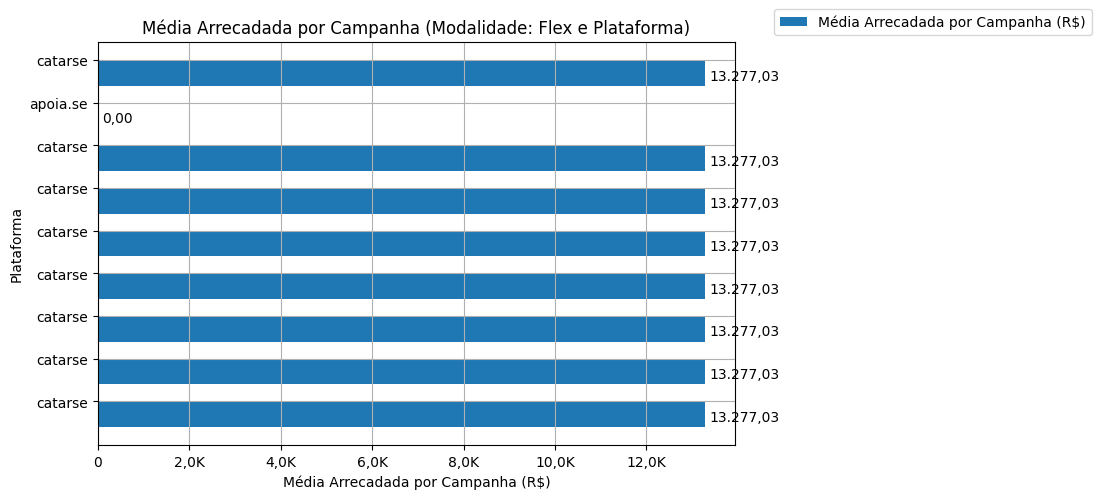 Média Arrecadada por Campanha (Modalidade: Flex e Plataforma)
Média Arrecadada por Campanha (R$)
catarse
13.277,03
apoia.se
0,00
catarse
13.277,03
catarse
13.277,03
catarse
13.277,03
catarse
13.277,03
catarse
13.277,03
catarse
13.277,03
catarse
13.277,03
Plataforma
0
2,0K
4,0K
6,0K
8,0K
10,0K
12,0K
Média Arrecadada por Campanha (R$)